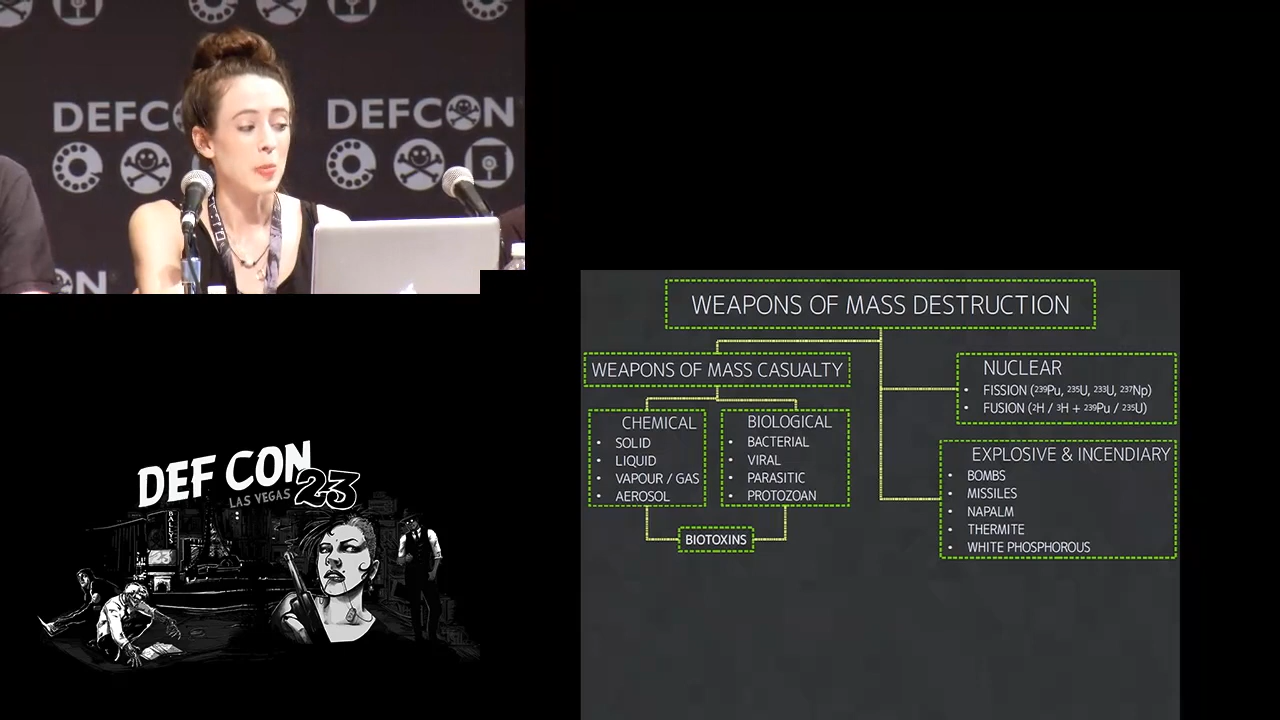 DEFC
DEFCON
N
DEF CON
LAS VEGAS 23
BALLYS
WEAPONS OF MASS DESTRUCTION
WEAPONS OF MASS CASUALTY
CHEMICAL
• SOLID
• LIQUID
• VAPOUR / GAS
• AEROSOL
BIOLOGICAL
• BACTERIAL
• VIRAL
• PARASITIC
• PROTOZOAN
BIOTOXINS
NUCLEAR
• FISSION (²³⁹Pu, ²³⁵U, ²³³U, ²³⁷Np)
• FUSION (²H / ³H + ²³⁹Pu / ²³⁵U)
EXPLOSIVE & INCENDIARY
• BOMBS
• MISSILES
• NAPALM
• THERMITE
• WHITE PHOSPHOROUS